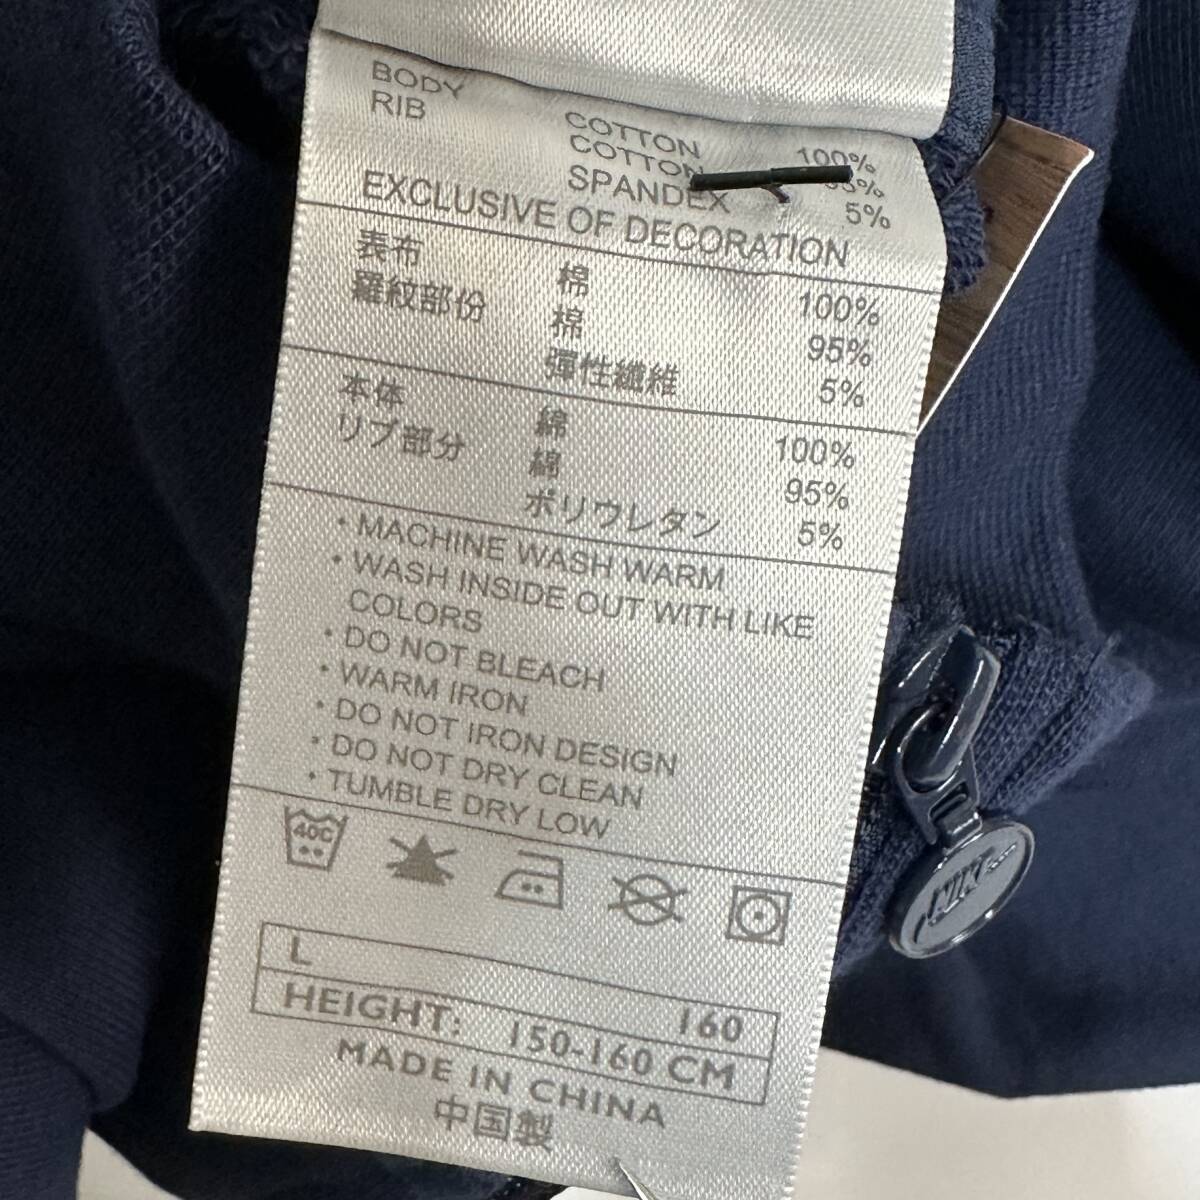 BODY COTTON 100%
RIB COTTON 95%
SPANDEX 5%
EXCLUSIVE OF DECORATION
表布 棉 100%
羅紋部份 棉 95%
彈性纖維 5%
本体 綿 100%
リブ部分 綿 95%
ポリウレタン 5%
・MACHINE WASH WARM
・WASH INSIDE OUT WITH LIKE
COLORS
・DO NOT BLEACH
・WARM IRON
・DO NOT IRON DESIGN
・DO NOT DRY CLEAN
・TUMBLE DRY LOW
40C
L 160
HEIGHT: 150-160 CM
MADE IN CHINA
中国製
NIKE